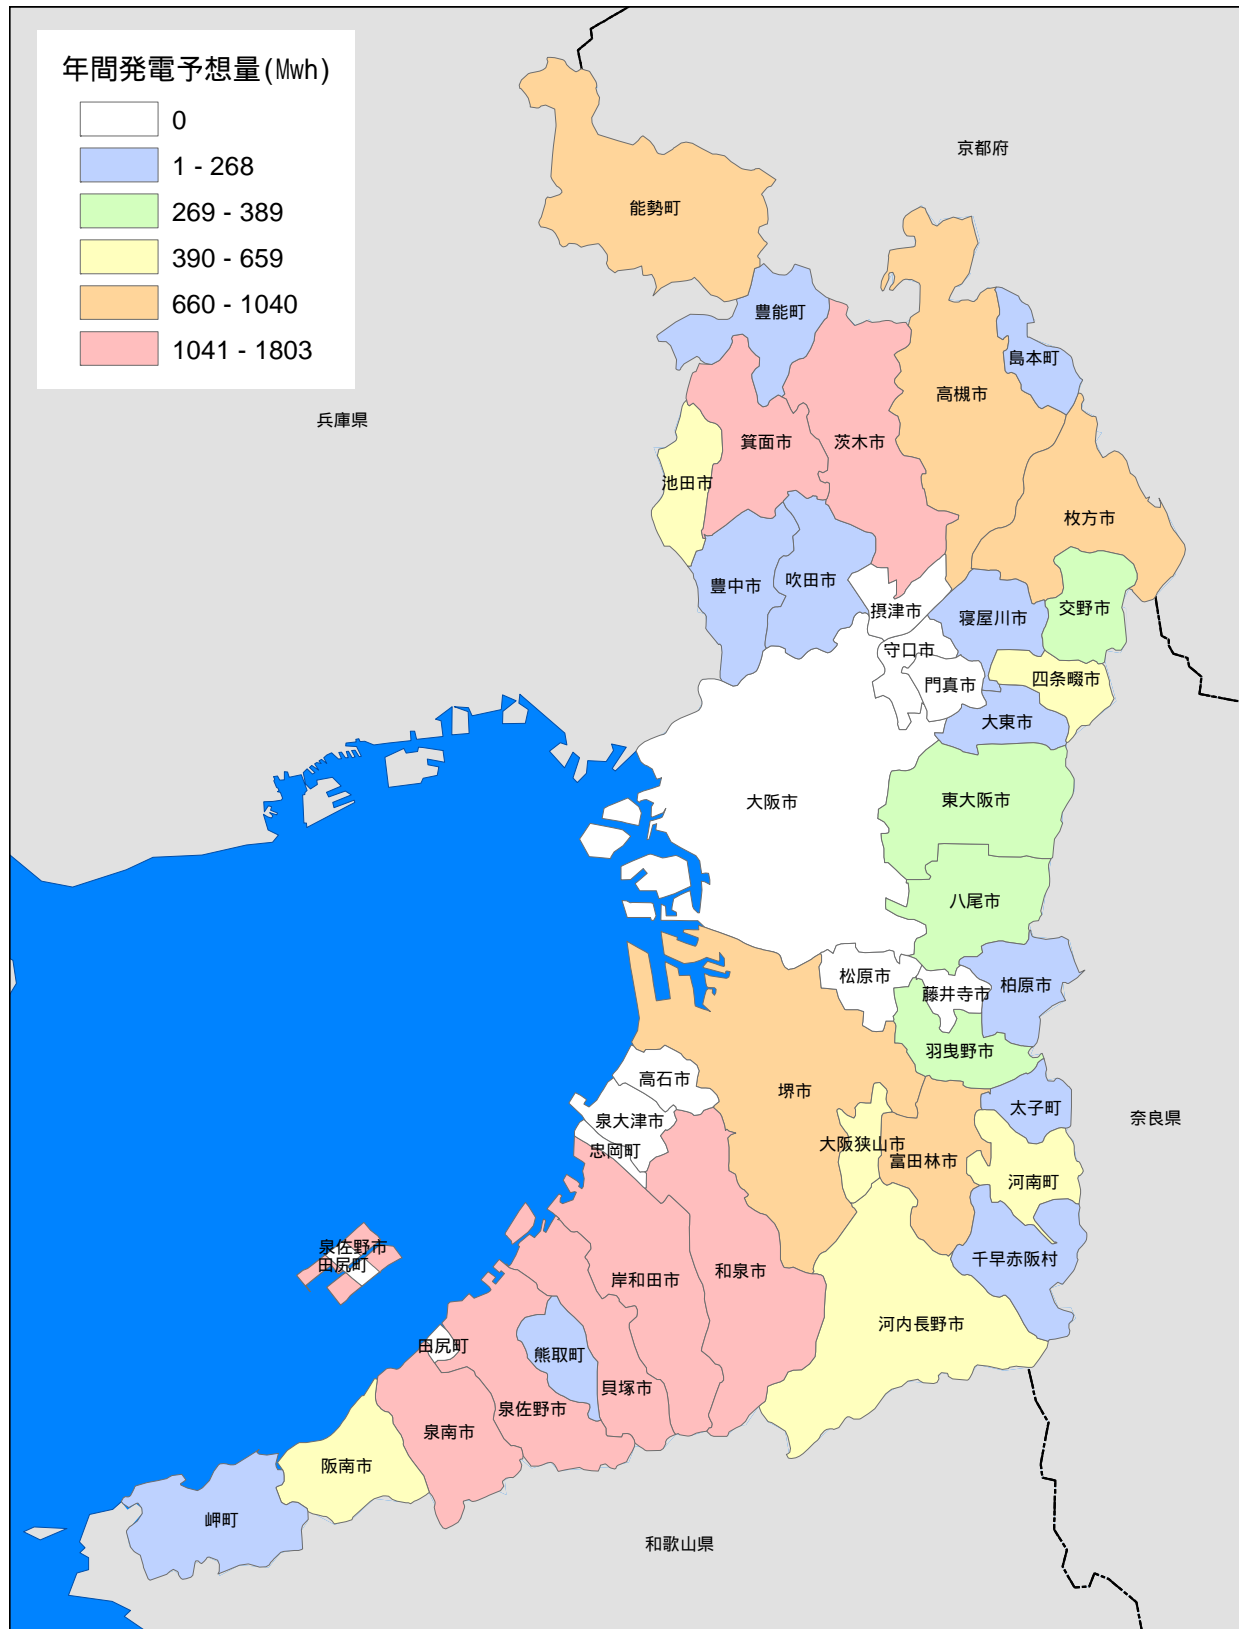 年間発電予想量(Mwh)
0
1 - 268
269 - 389
390 - 659
660 - 1040
1041 - 1803
京都府
能勢町
豊能町
島本町
高槻市
兵庫県
箕面市
茨木市
池田市
枚方市
豊中市
吹田市
摂津市
寝屋川市
交野市
守口市
門真市
四条畷市
大東市
大阪市
東大阪市
八尾市
松原市
藤井寺市
柏原市
羽曳野市
高石市
堺市
太子町
泉大津市
奈良県
大阪狭山市
忠岡町
富田林市
河南町
泉佐野市
田尻町
岸和田市
和泉市
千早赤阪村
河内長野市
田尻町
熊取町
貝塚市
泉佐野市
泉南市
阪南市
岬町
和歌山県